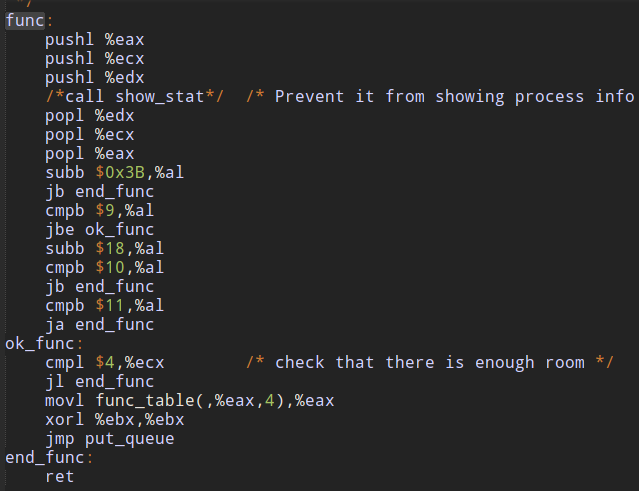 */
func:
    pushl %eax
    pushl %ecx
    pushl %edx
    /*call show_stat*/  /* Prevent it from showing process info
    popl %edx
    popl %ecx
    popl %eax
    subb $0x3B,%al
    jb end_func
    cmpb $9,%al
    jbe ok_func
    subb $18,%al
    cmpb $10,%al
    jb end_func
    cmpb $11,%al
    ja end_func
ok_func:
    cmpl $4,%ecx        /* check that there is enough room */
    jl end_func
    movl func_table(,%eax,4),%eax
    xorl %ebx,%ebx
    jmp put_queue
end_func:
    ret